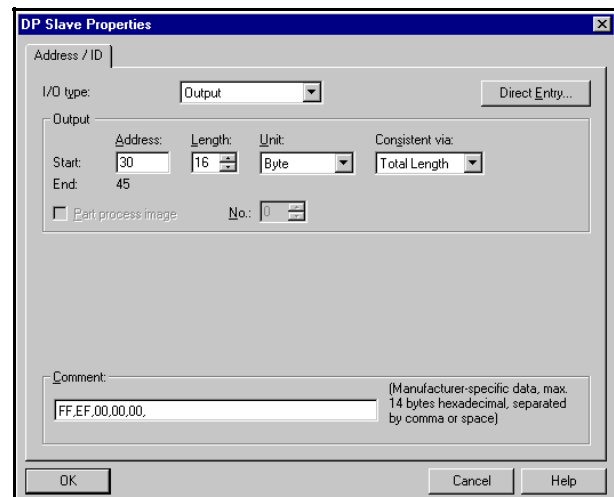 DP Slave Properties
Address / ID
I/O type: Output Direct Entry...
Output
Address: Length: Unit: Consistent via:
Start: 30 16 Byte Total Length
End: 45
Part process image No.: 0
Comment:
(Manufacturer-specific data, max.
14 bytes hexadecimal, separated
by comma or space)
FF,EF,00,00,00,
OK Cancel Help